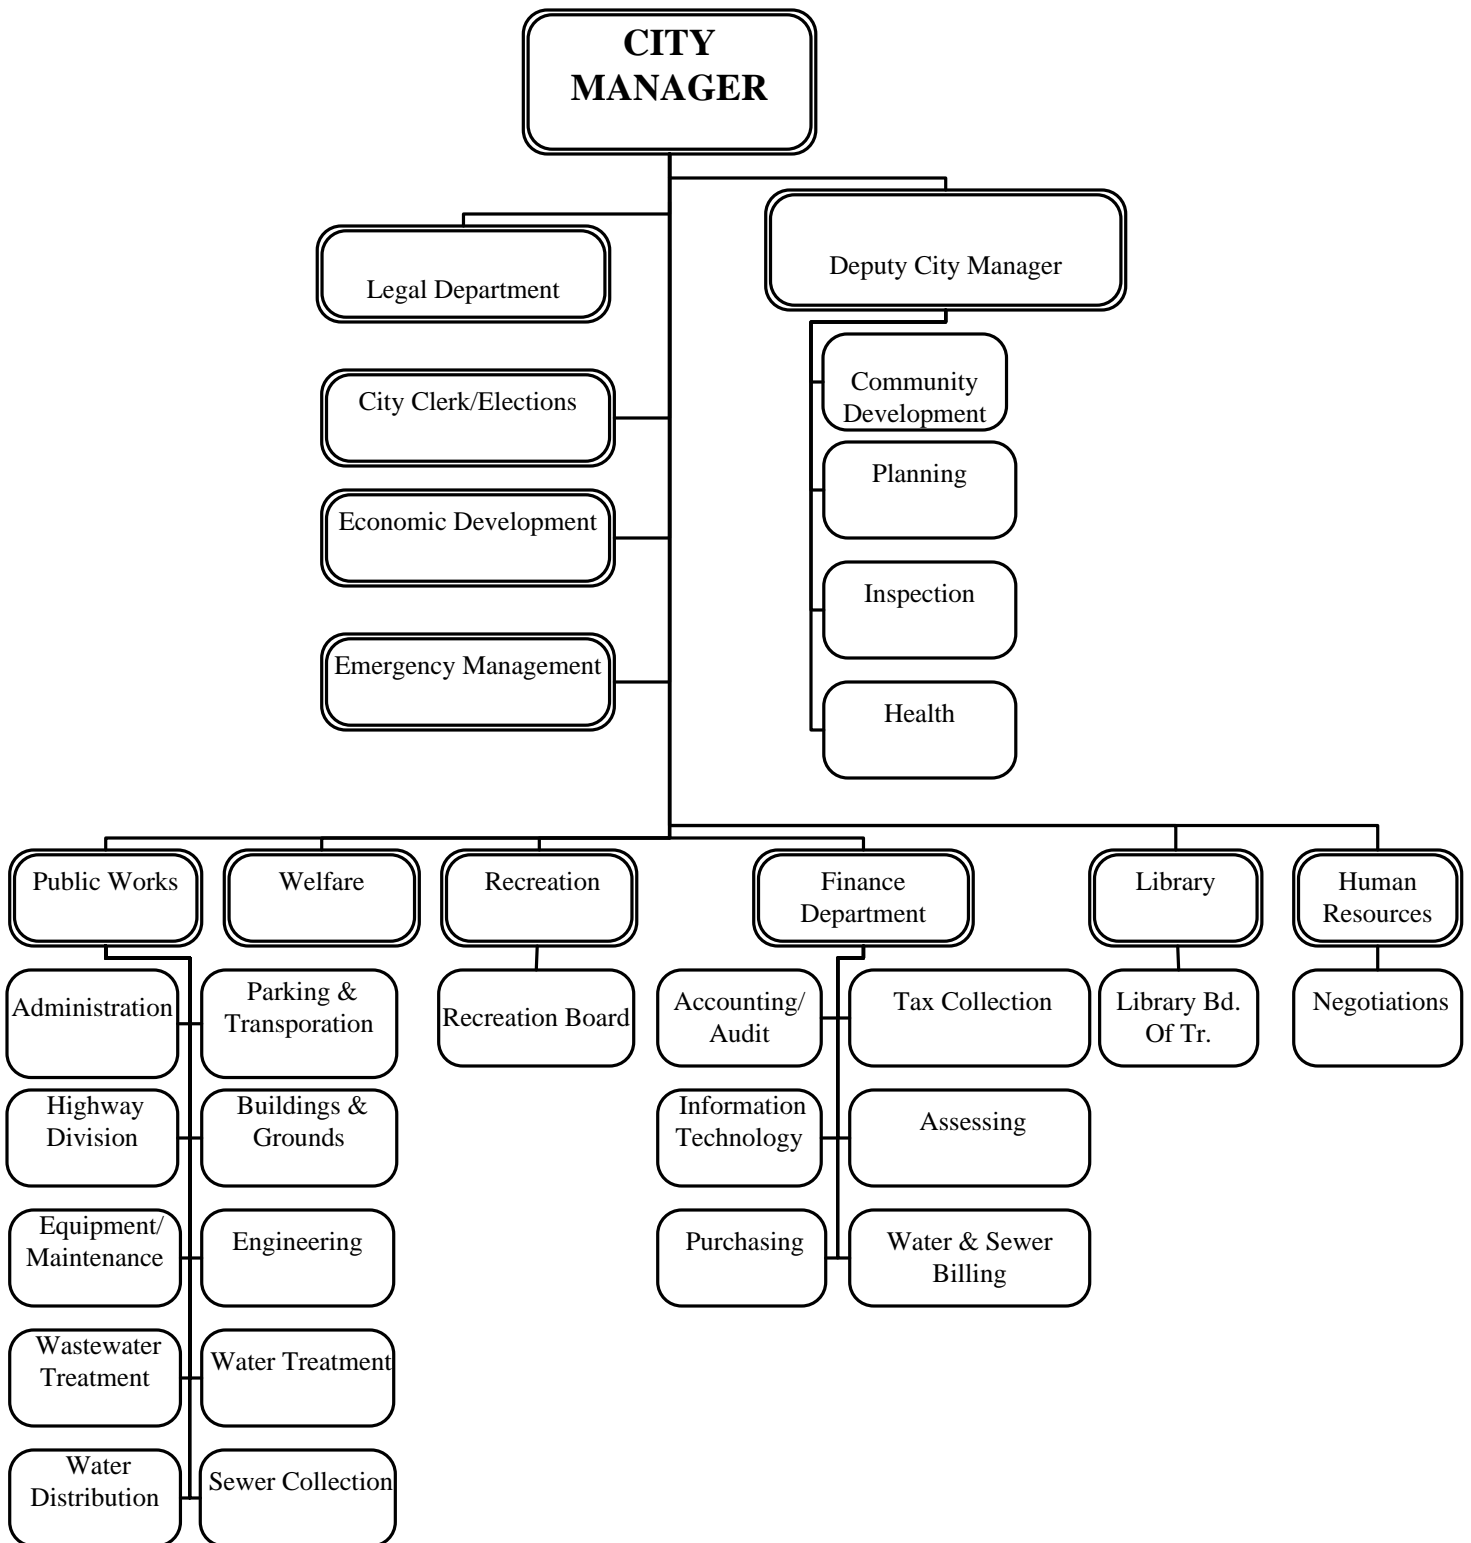 CITY
MANAGER
Deputy City Manager
Legal Department
Community
Development
City Clerk/Elections
Planning
Economic Development
Inspection
Emergency Management
Health
Public Works
Welfare
Recreation
Finance
Department
Library
Human
Resources
Administration
Parking &
Transporation
Recreation Board
Accounting/
Audit
Tax Collection
Library Bd.
Of Tr.
Negotiations
Highway
Division
Buildings &
Grounds
Information
Technology
Assessing
Equipment/
Maintenance
Engineering
Purchasing
Water & Sewer
Billing
Wastewater
Treatment
Water Treatment
Water
Distribution
Sewer Collection